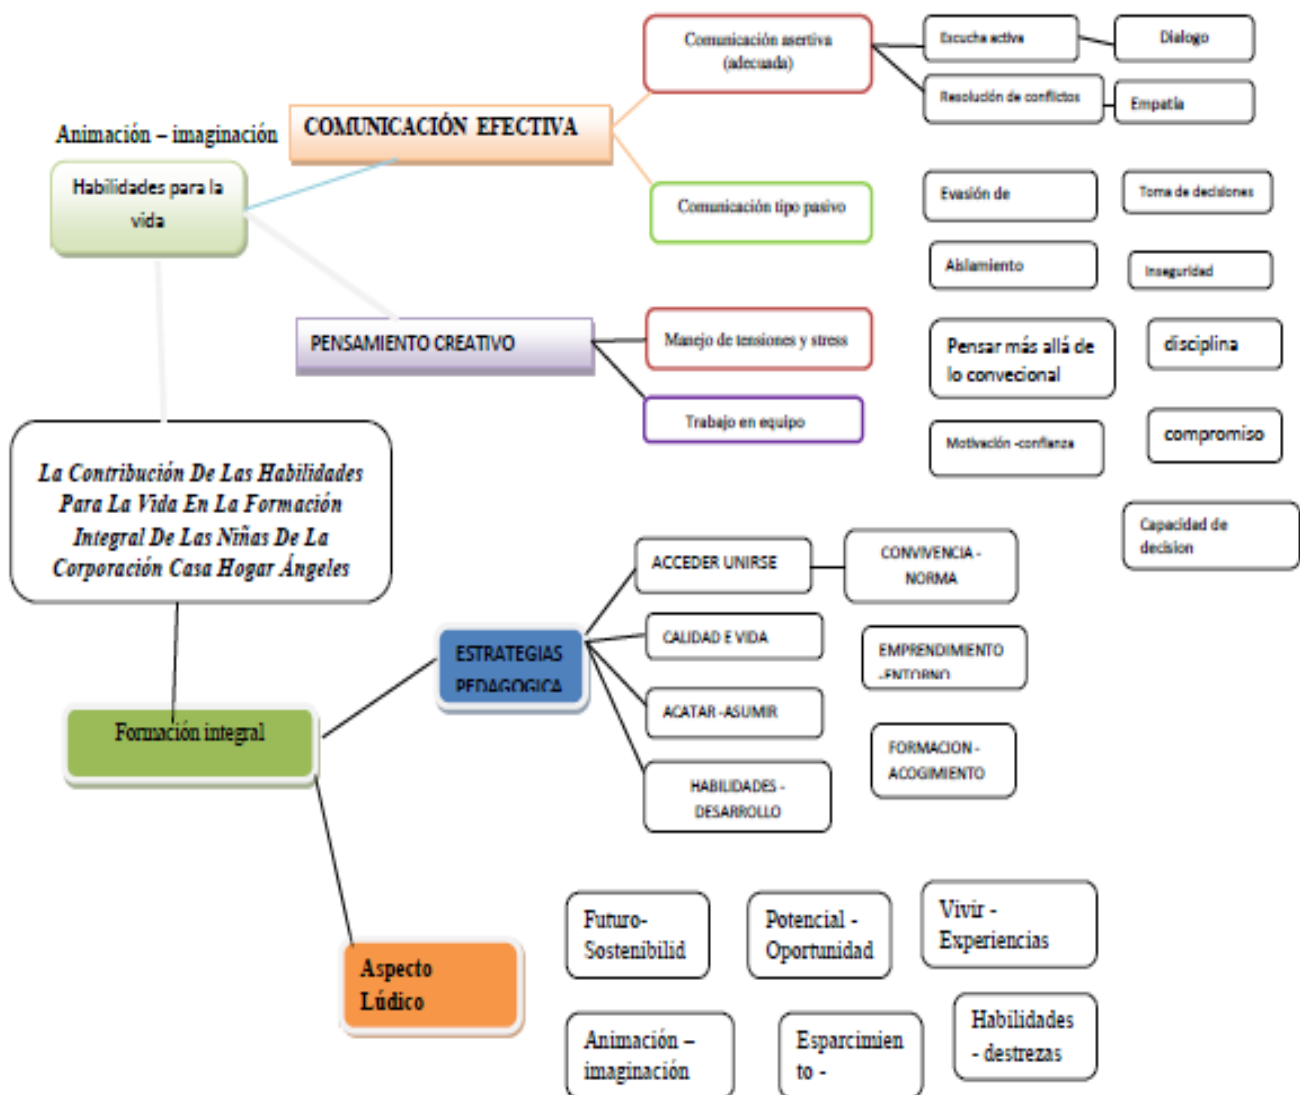 Comunicación asertiva
(adecuada)
Escucha activa
Dialogo
Resolución de conflictos
Empatía
Animación – imaginación
COMUNICACIÓN EFECTIVA
Habilidades para la
vida
Comunicación tipo pasivo
Evasión de
Toma de decisiones
Aislamiento
Inseguridad
PENSAMIENTO CREATIVO
Manejo de tensiones y stress
Pensar más allá de
lo convecional
disciplina
Trabajo en equipo
Motivación -confianza
compromiso
La Contribución De Las Habilidades
Para La Vida En La Formación
Integral De Las Niñas De La
Corporación Casa Hogar Ángeles
Capacidad de
decision
ACCEDER UNIRSE
CONVIVENCIA -
NORMA
ESTRATEGIAS
PEDAGOGICA
CALIDAD E VIDA
EMPRENDIMIENTO
-ENTORNO
ACATAR -ASUMIR
Formación integral
FORMACION -
ACOGIMIENTO
HABILIDADES -
DESARROLLO
Aspecto
Lúdico
Futuro-
Sostenibilid
Potencial -
Oportunidad
Vivir -
Experiencias
Animación –
imaginación
Esparcimien
to -
Habilidades
- destrezas